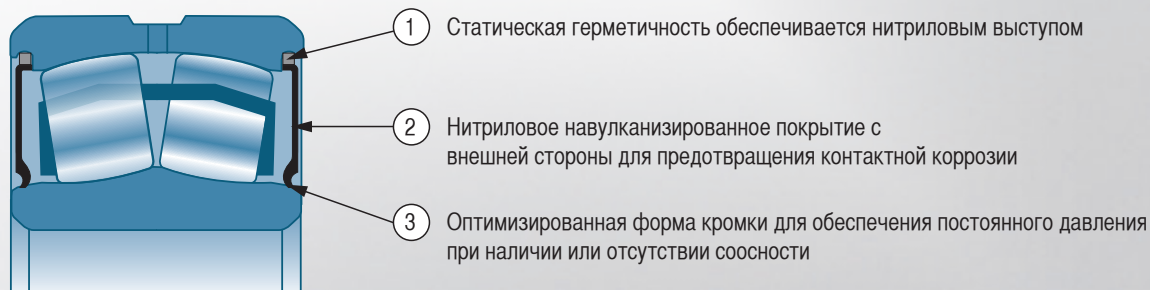 1 Статическая герметичность обеспечивается нитриловым выступом
2 Нитриловое навулканизированное покрытие с
внешней стороны для предотвращения контактной коррозии
3 Оптимизированная форма кромки для обеспечения постоянного давления
при наличии или отсутствии соосности